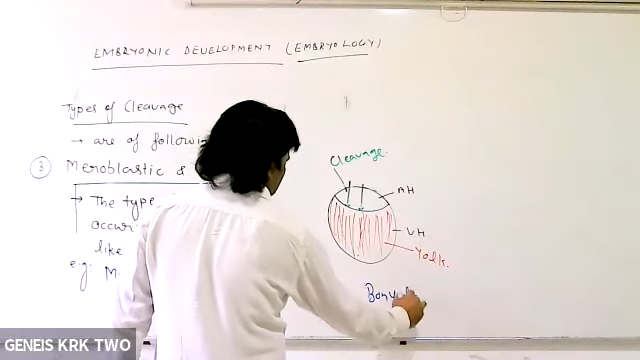 EMBRYONIC DEVELOPMENT (EMBRYOLOGY)
Types of Cleavage
→ are of
③ Meroblastic &
→ The type
occur
like
e.g: M.
Cleavage.
AH
VH
Yolk.
GENEIS KRK TWO